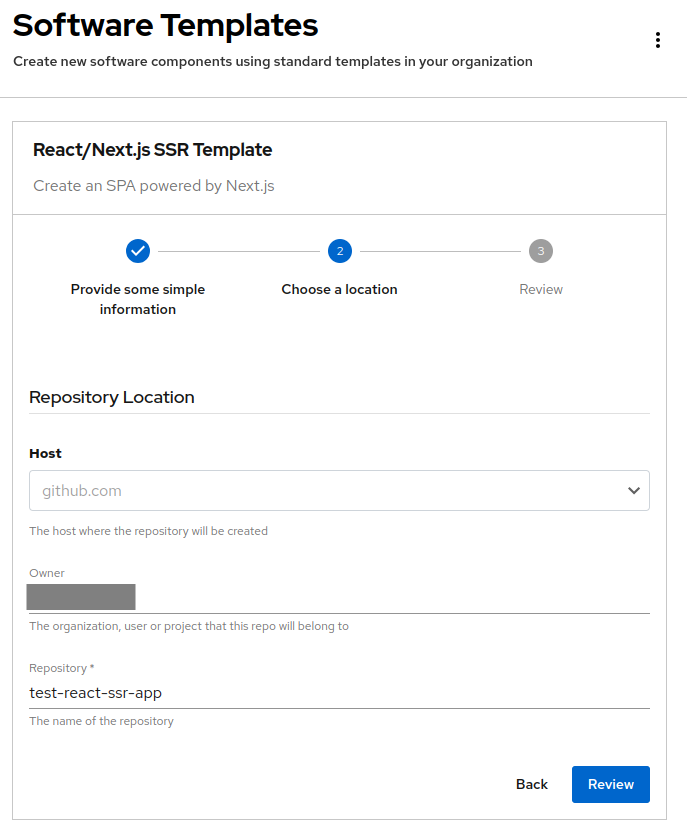 Software Templates
Create new software components using standard templates in your organization
React/Next.js SSR Template
Create an SPA powered by Next.js
2
3
Provide some simple
information
Choose a location
Review
Repository Location
Host
github.com
The host where the repository will be created
Owner
The organization, user or project that this repo will belong to
Repository *
test-react-ssr-app
The name of the repository
Back
Review